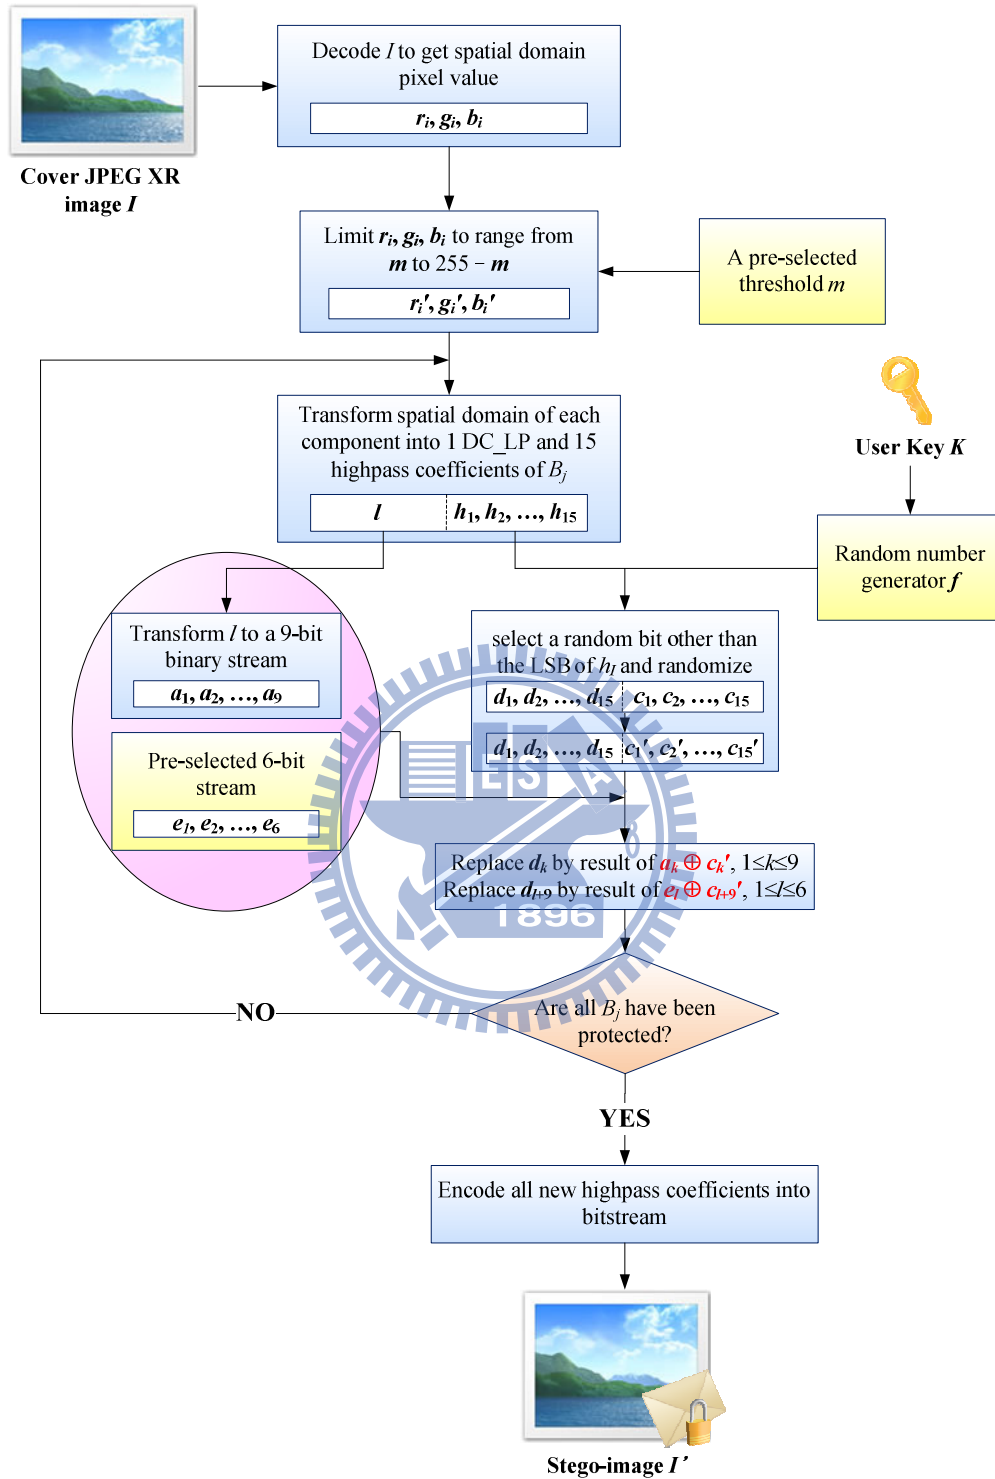 Decode I to get spatial domain
pixel value
rᵢ, gᵢ, bᵢ
Cover JPEG XR
image I
Limit rᵢ, gᵢ, bᵢ to range from
m to 255 – m
rᵢ′, gᵢ′, bᵢ′
A pre-selected
threshold m
Transform spatial domain of each
component into 1 DC_LP and 15
highpass coefficients of Bⱼ
l h₁, h₂, …, h₁₅
User Key K
Random number
generator f
Transform l to a 9-bit
binary stream
a₁, a₂, …, a₉
Pre-selected 6-bit
stream
e₁, e₂, …, e₆
select a random bit other than
the LSB of h_I and randomize
d₁, d₂, …, d₁₅ c₁, c₂, …, c₁₅
d₁, d₂, …, d₁₅ c₁′, c₂′, …, c₁₅′
Replace dₖ by result of aₖ ⊕ cₖ′, 1≤k≤9
Replace dₗ₊₉ by result of eₗ ⊕ cₗ₊₉′, 1≤l≤6
ESA
1896
Are all Bⱼ have been
protected?
NO
YES
Encode all new highpass coefficients into
bitstream
Stego-image I’